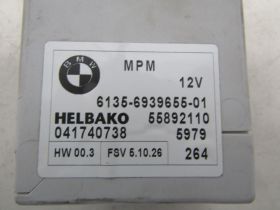 BMW
MPM
12V
6135-6939655-01
HELBAKO 55892110
041740738 5979
HW 00.3 FSV 5.10.26 264